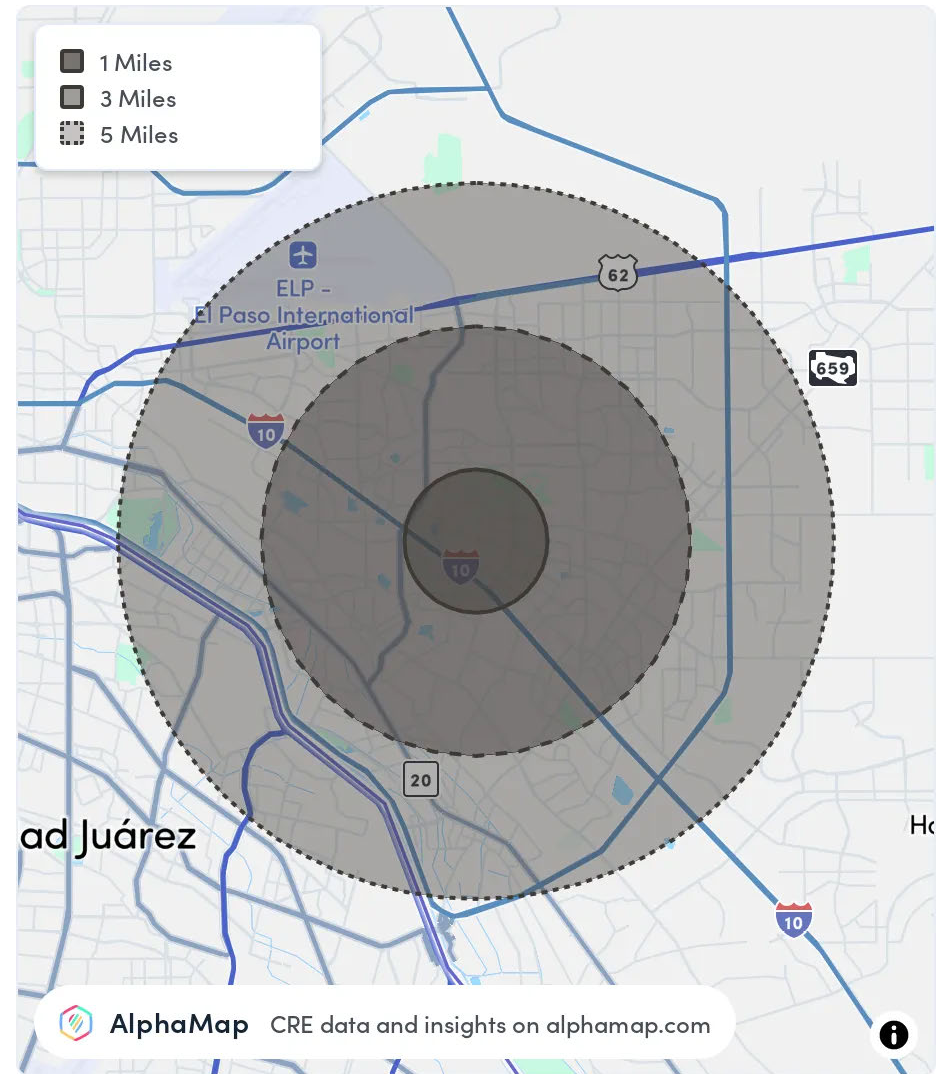 1 Miles
3 Miles
5 Miles
62
ELP -
El Paso International
Airport
659
10
10
20
ad Juárez
Ho
10
AlphaMap CRE data and insights on alphamap.com